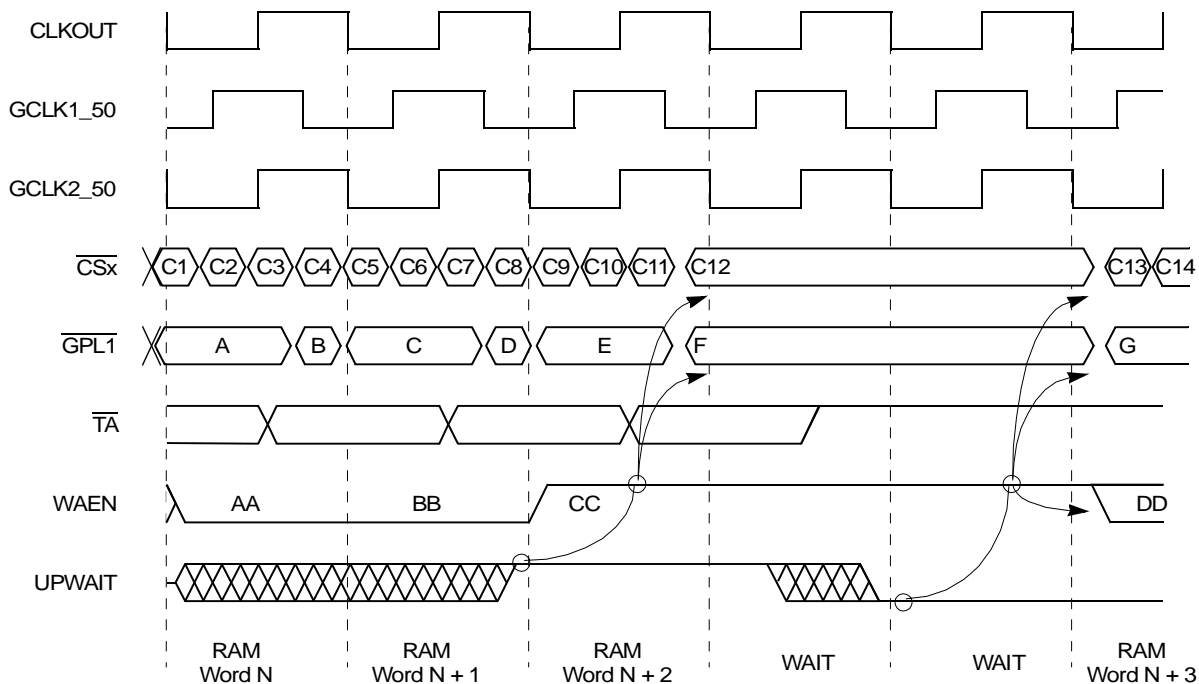 CLKOUT
GCLK1_50
GCLK2_50
CSx C1 C2 C3 C4 C5 C6 C7 C8 C9 C10 C11 C12 C13 C14
GPL1 A B C D E F G
TA
WAEN AA BB CC DD
UPWAIT
RAM RAM RAM WAIT WAIT RAM
Word N Word N + 1 Word N + 2 Word N + 3